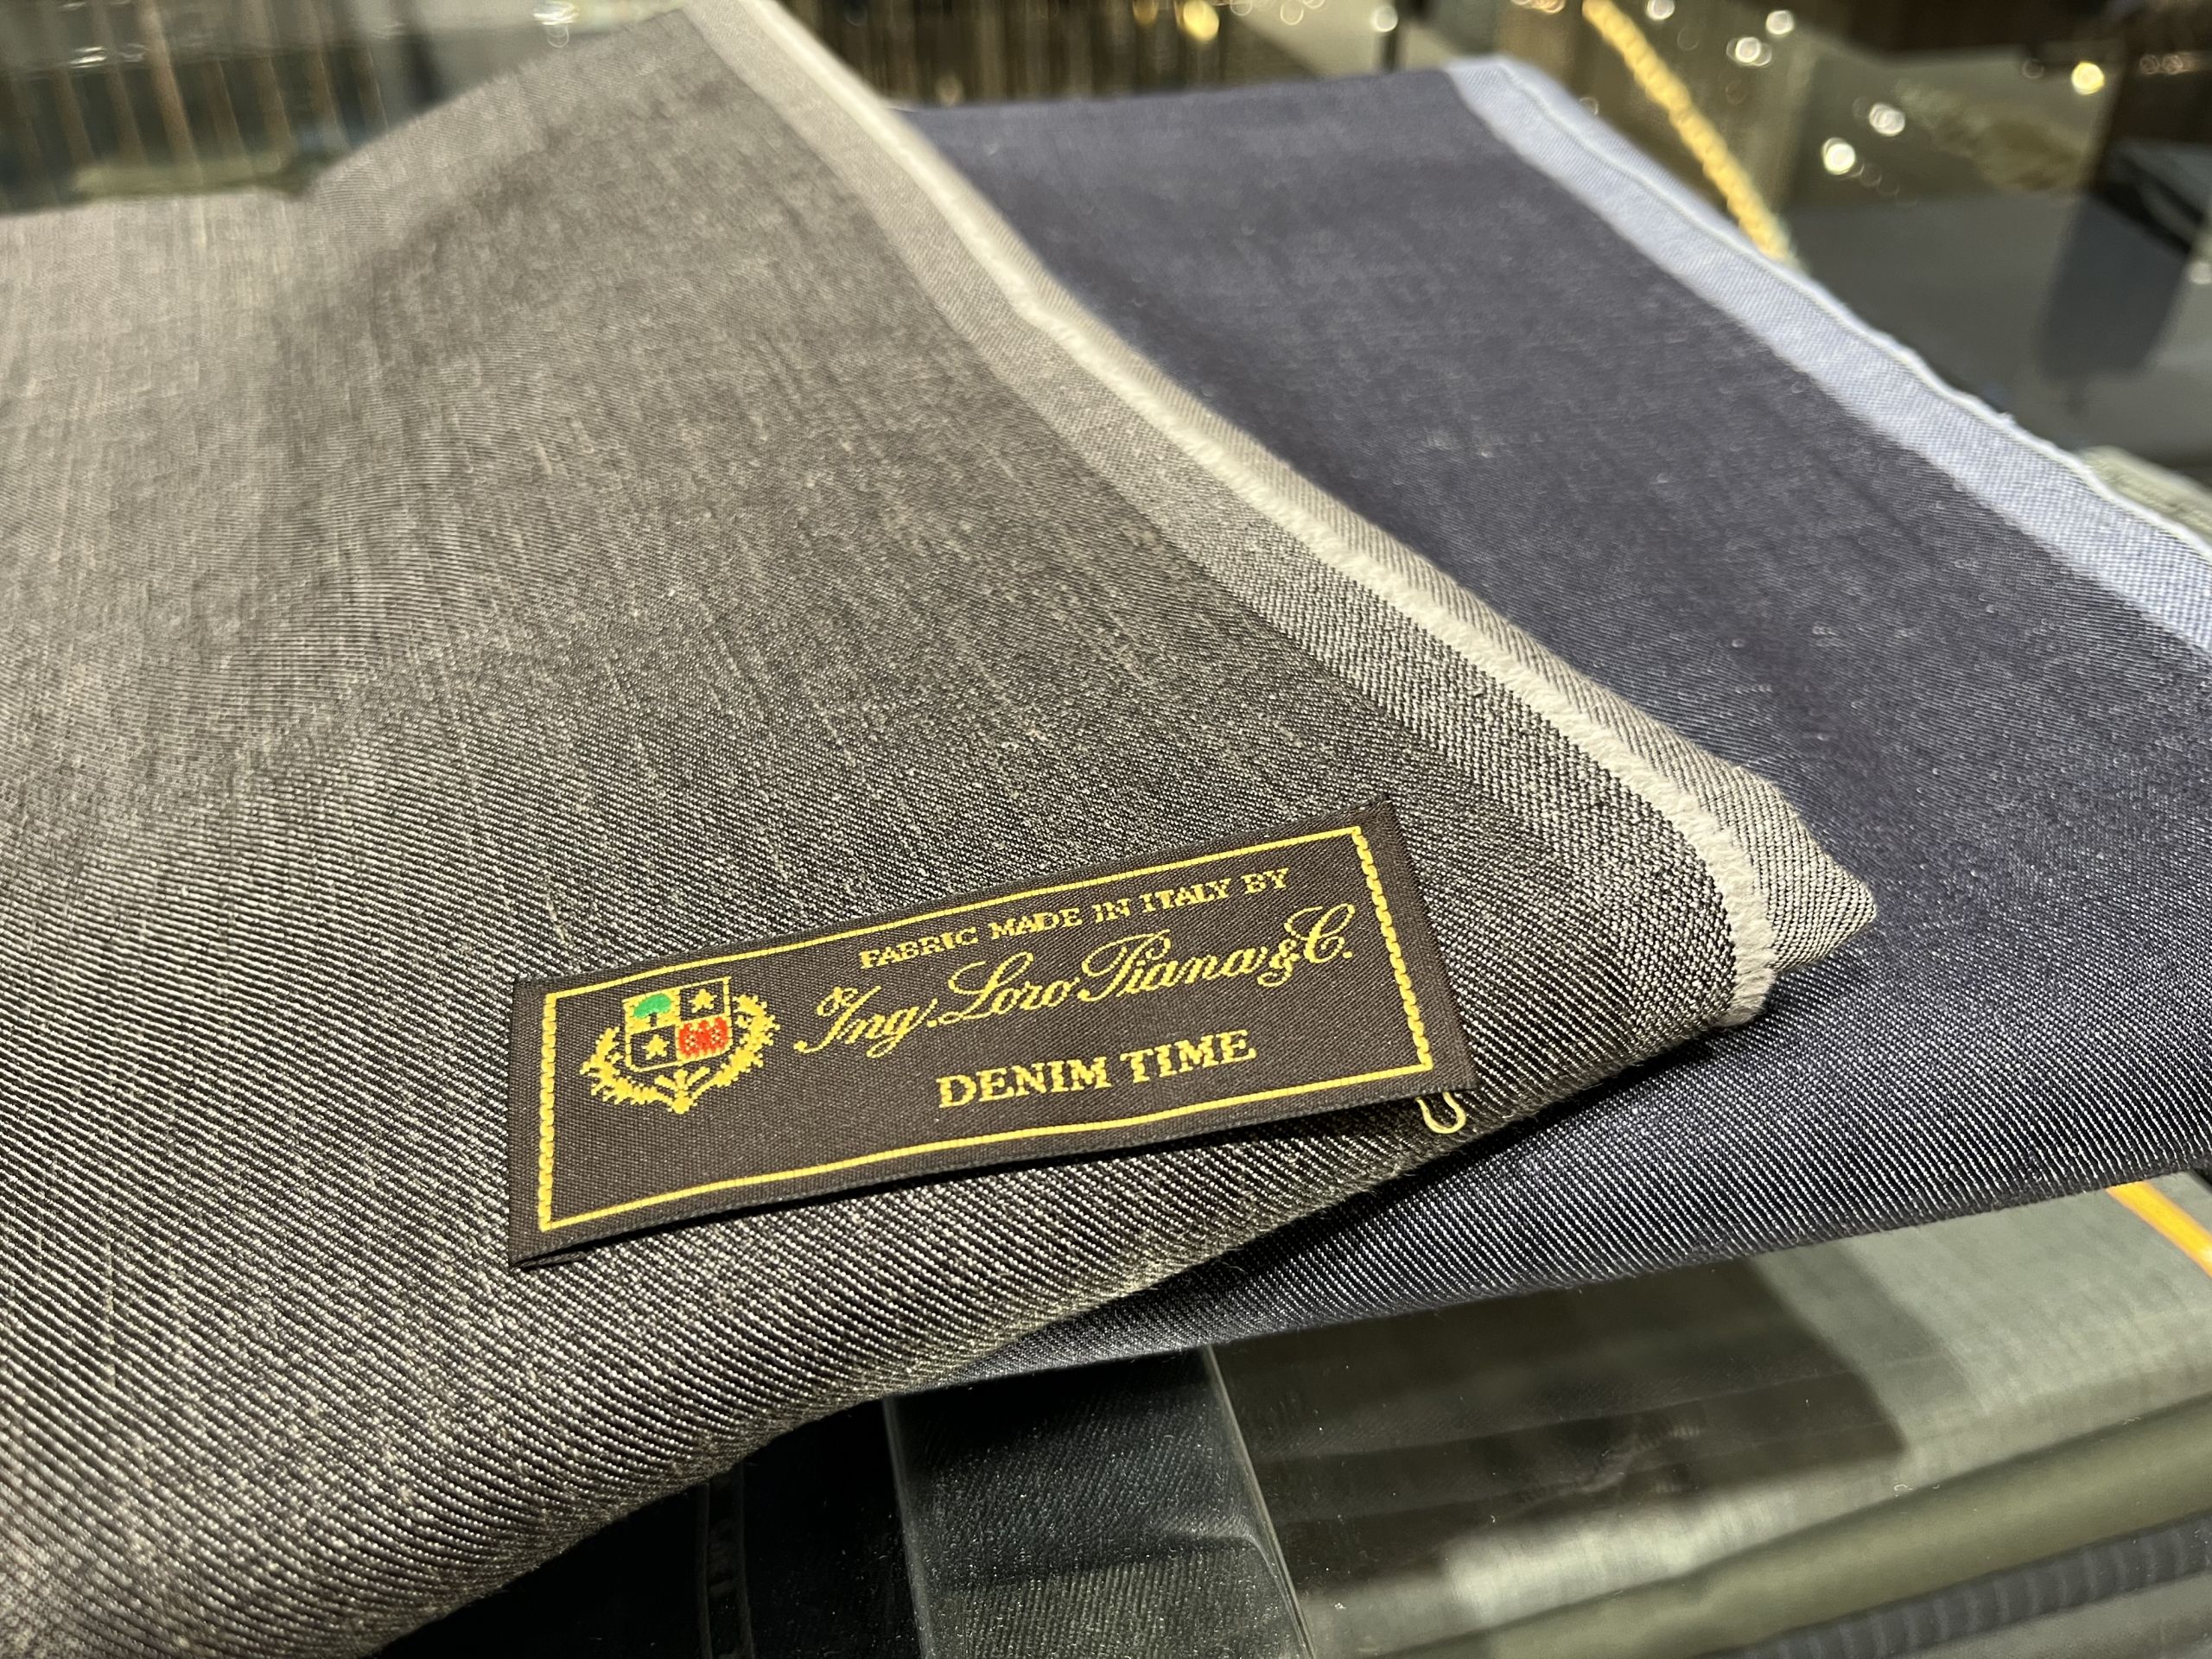 FABRIC MADE IN ITALY BY
Ing. Loro Piana & C.
DENIM TIME